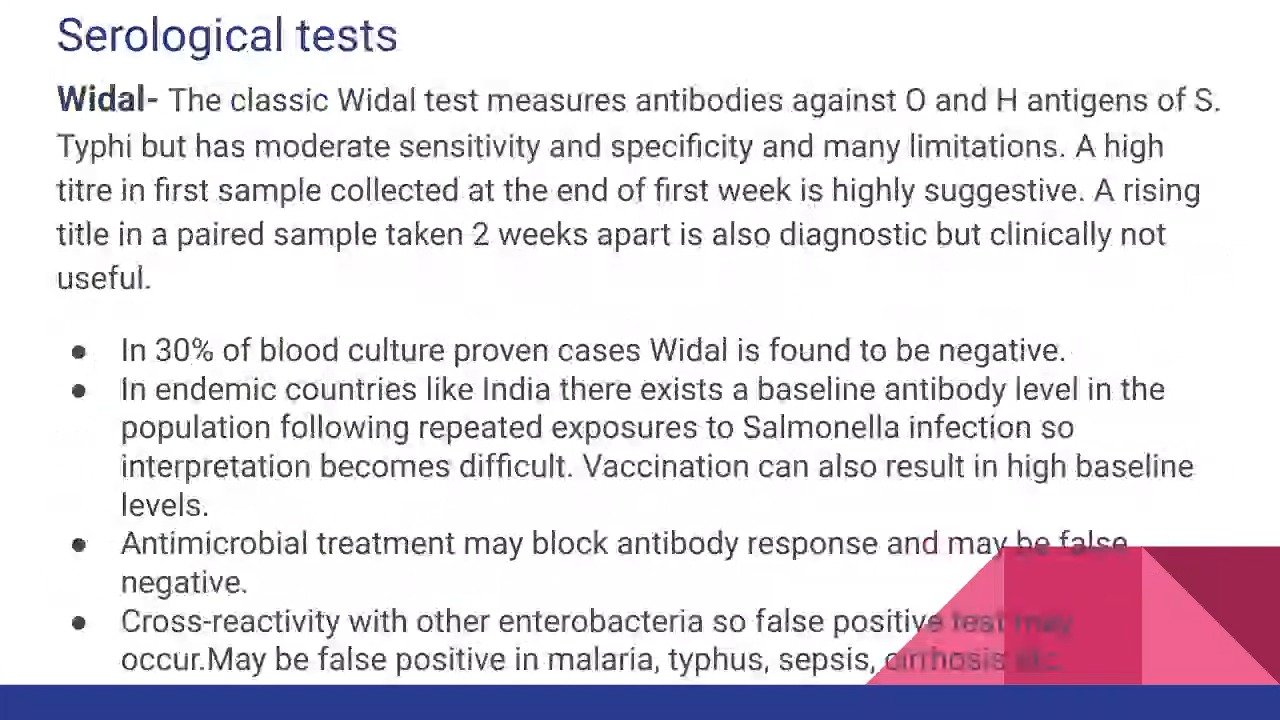 Serological tests
Widal- The classic Widal test measures antibodies against O and H antigens of S.
Typhi but has moderate sensitivity and specificity and many limitations. A high
titre in first sample collected at the end of first week is highly suggestive. A rising
title in a paired sample taken 2 weeks apart is also diagnostic but clinically not
useful.
● In 30% of blood culture proven cases Widal is found to be negative.
● In endemic countries like India there exists a baseline antibody level in the
population following repeated exposures to Salmonella infection so
interpretation becomes difficult. Vaccination can also result in high baseline
levels.
● Antimicrobial treatment may block antibody response and may be false
negative.
● Cross-reactivity with other enterobacteria so false positive test may
occur.May be false positive in malaria, typhus, sepsis, cirrhosis etc.